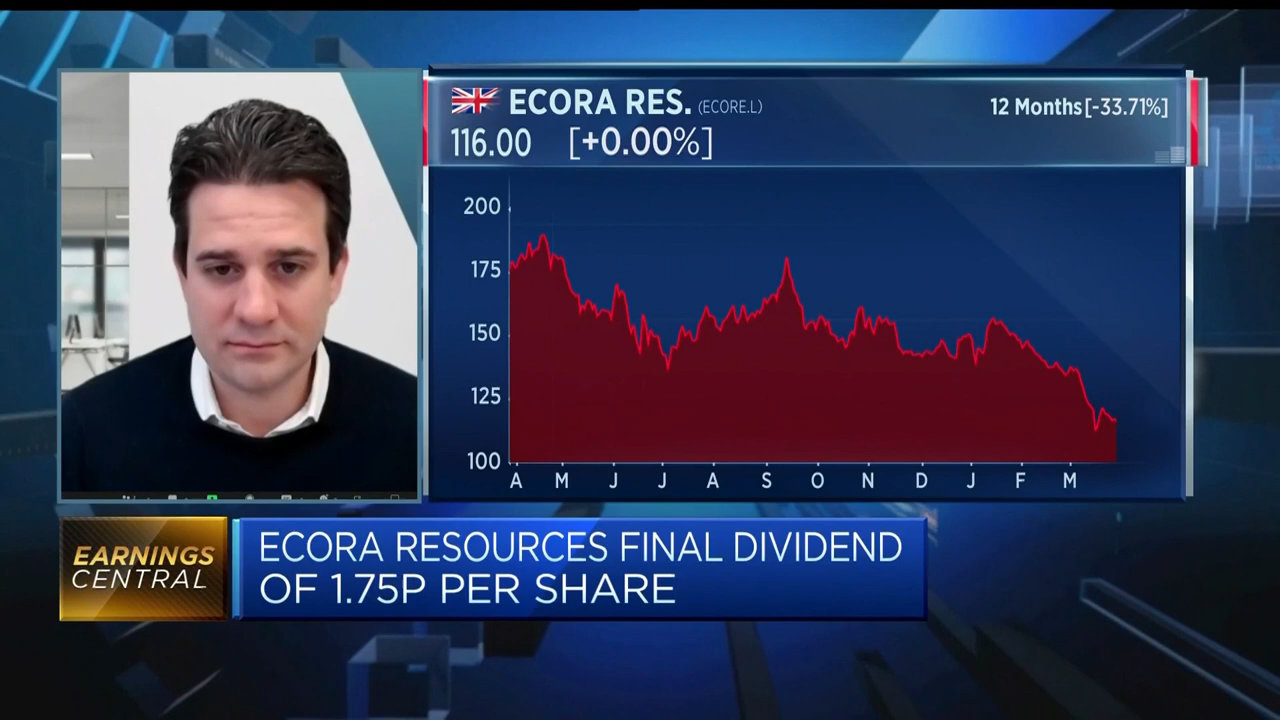 ECORA RES. (ECORE.L)
12 Months[-33.71%]
116.00 [+0.00%]
200
175
150
125
100
A M J J A S O N D J F M
EARNINGS
CENTRAL
ECORA RESOURCES FINAL DIVIDEND
OF 1.75P PER SHARE